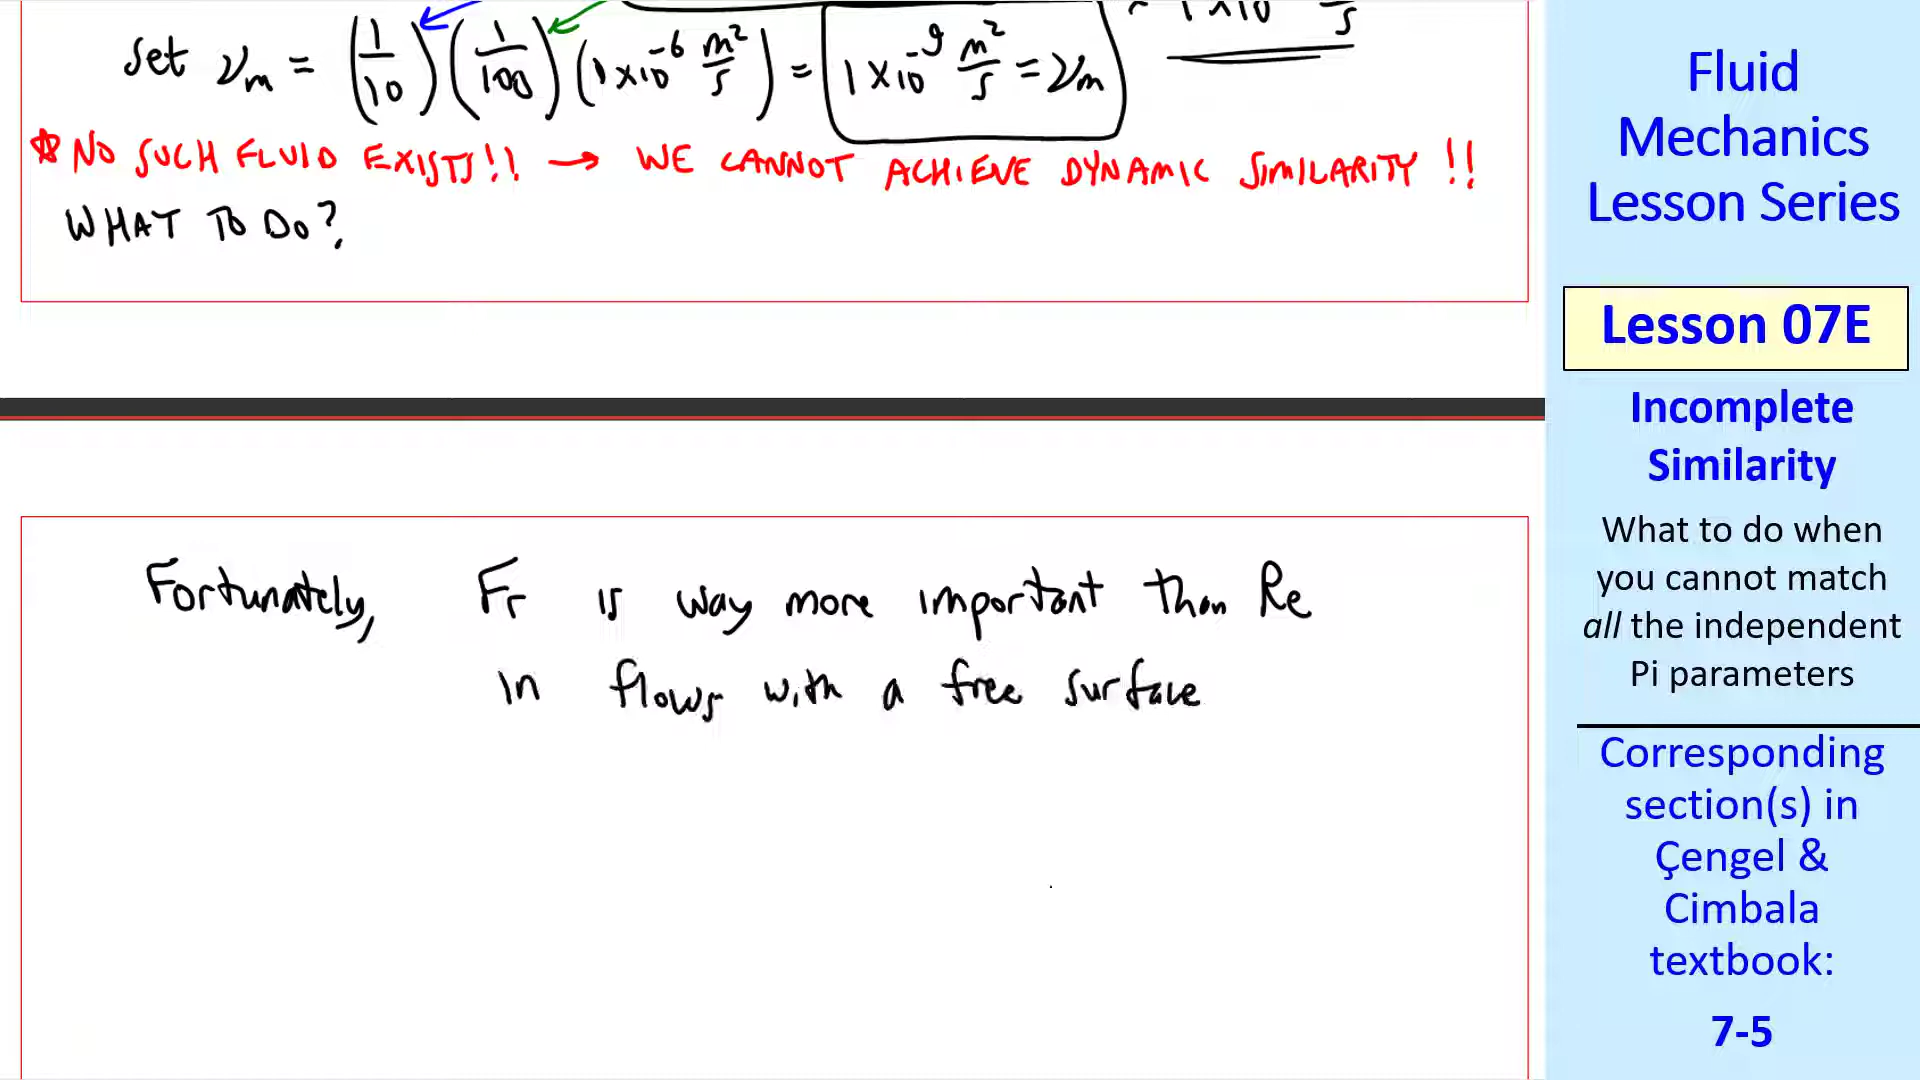 Set νm = (1/10)(1/100)(1×10^-6 m²/s) = 1×10^-9 m²/s = νm
* NO SUCH FLUID EXISTS!! → WE CANNOT ACHIEVE DYNAMIC SIMILARITY!!
WHAT TO DO?
Fortunately, Fr is way more important than Re
in flows with a free surface
Fluid
Mechanics
Lesson Series
Lesson 07E
Incomplete
Similarity
What to do when
you cannot match
all the independent
Pi parameters
Corresponding
section(s) in
Çengel &
Cimbala
textbook:
7-5